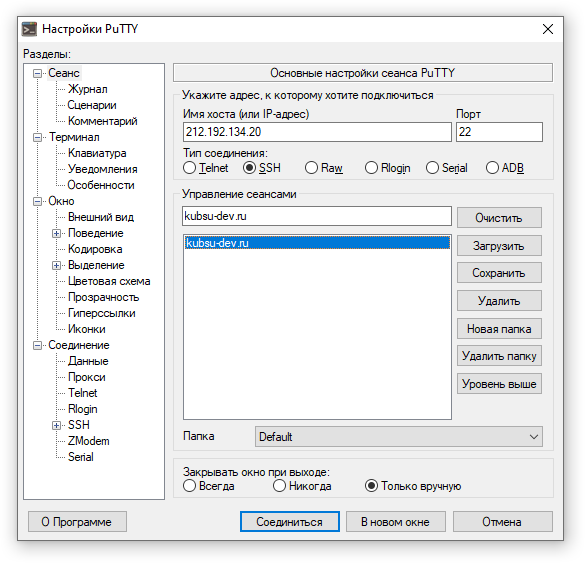 Настройки PuTTY
Разделы:
Сеанс
Журнал
Сценарии
Комментарий
Терминал
Клавиатура
Уведомления
Особенности
Окно
Внешний вид
Поведение
Кодировка
Выделение
Цветовая схема
Прозрачность
Гиперссылки
Иконки
Соединение
Данные
Прокси
Telnet
Rlogin
SSH
ZModem
Serial
Основные настройки сеанса PuTTY
Укажите адрес, к которому хотите подключиться
Имя хоста (или IP-адрес) Порт
212.192.134.20 22
Тип соединения:
Telnet SSH Raw Rlogin Serial ADB
Управление сеансами
kubsu-dev.ru Очистить
kubsu-dev.ru Загрузить
Сохранить
Удалить
Новая папка
Удалить папку
Уровень выше
Папка Default
Закрывать окно при выходе:
Всегда Никогда Только вручную
О Программе Соединиться В новом окне Отмена